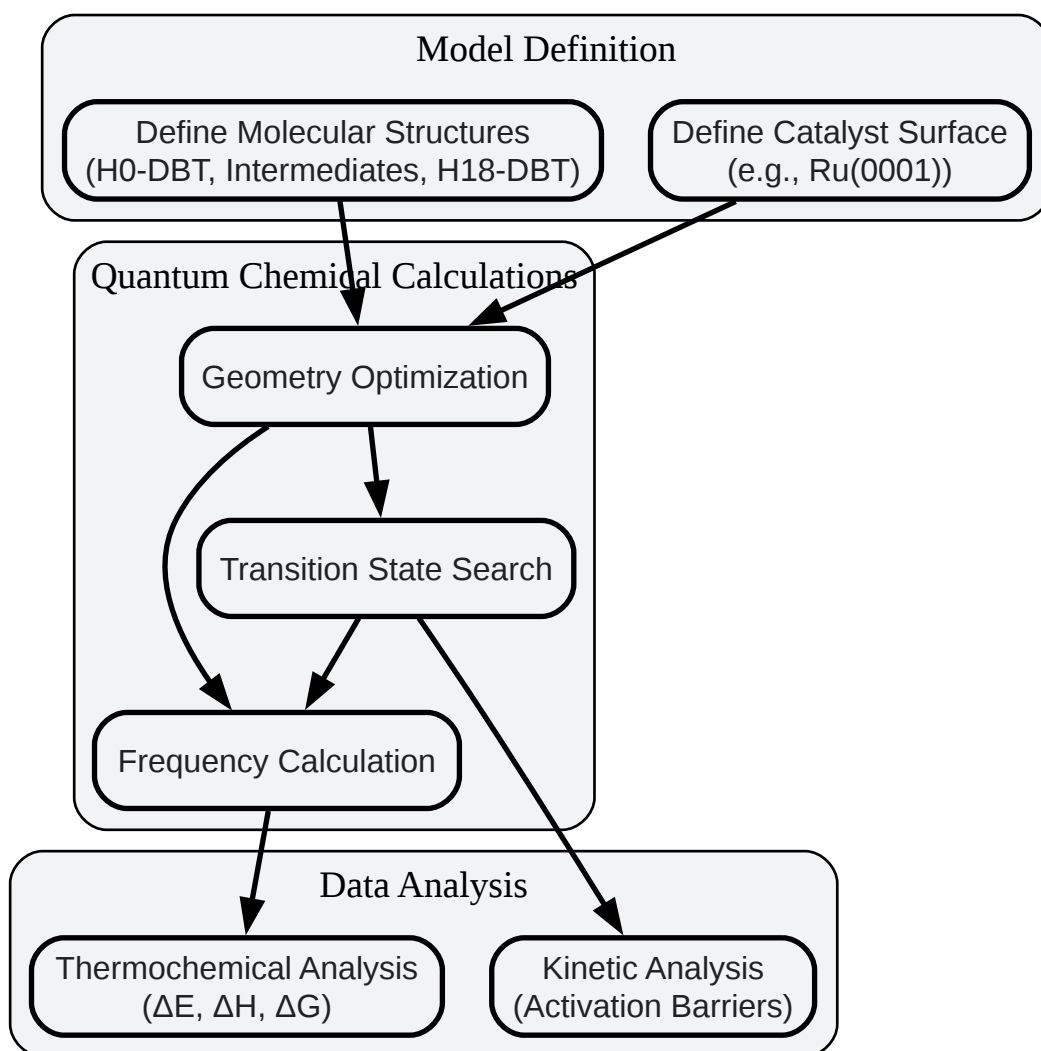 Model Definition
Define Molecular Structures
(H0-DBT, Intermediates, H18-DBT)
Define Catalyst Surface
(e.g., Ru(0001))
Quantum Chemical Calculations
Geometry Optimization
Transition State Search
Frequency Calculation
Data Analysis
Thermochemical Analysis
(ΔE, ΔH, ΔG)
Kinetic Analysis
(Activation Barriers)